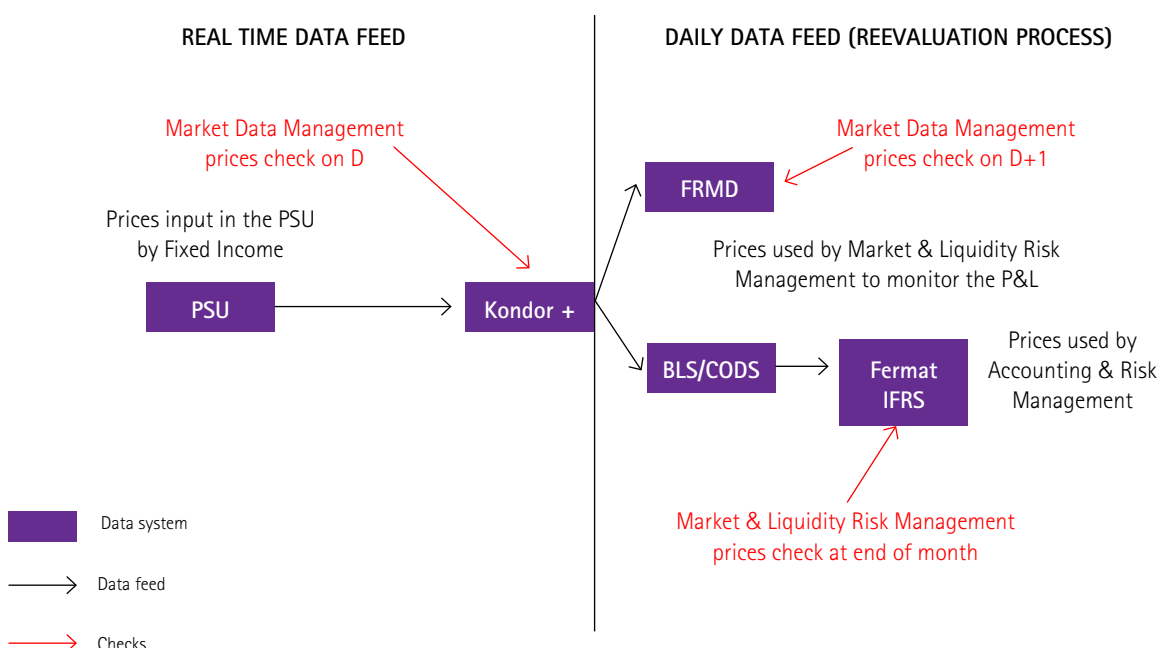 REAL TIME DATA FEED
DAILY DATA FEED (REEVALUATION PROCESS)
Market Data Management
prices check on D
Market Data Management
prices check on D+1
FRMD
Prices input in the PSU
by Fixed Income
Prices used by Market & Liquidity Risk
Management to monitor the P&L
PSU
Kondor +
BLS/CODS
Fermat
IFRS
Prices used by
Accounting & Risk
Management
Market & Liquidity Risk Management
prices check at end of month
Data system
Data feed
Checks